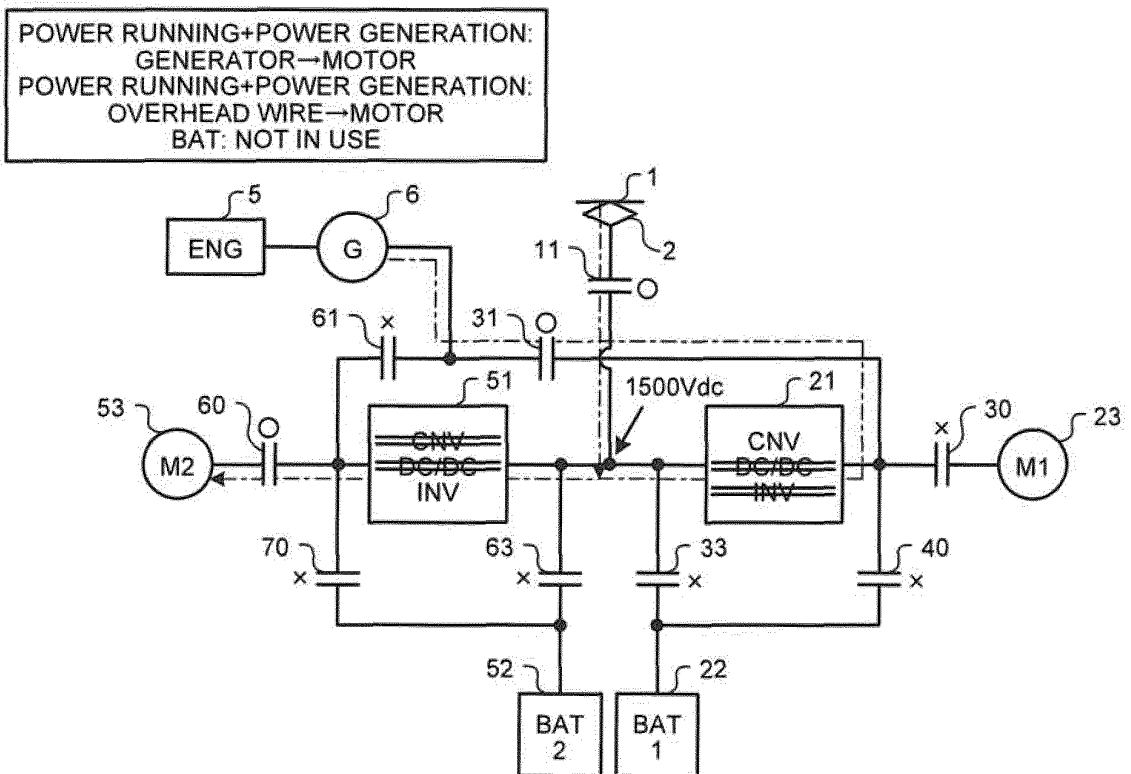 POWER RUNNING+POWER GENERATION:
GENERATOR→MOTOR
POWER RUNNING+POWER GENERATION:
OVERHEAD WIRE→MOTOR
BAT: NOT IN USE
5
6
1
ENG
G
11
2
61
×
31
51
1500Vdc
21
53
60
30
×
23
M2
CNV
DC/DC
INV
CNV
DC/DC
INV
M1
70
×
63
×
33
×
40
×
52
22
BAT
2
BAT
1